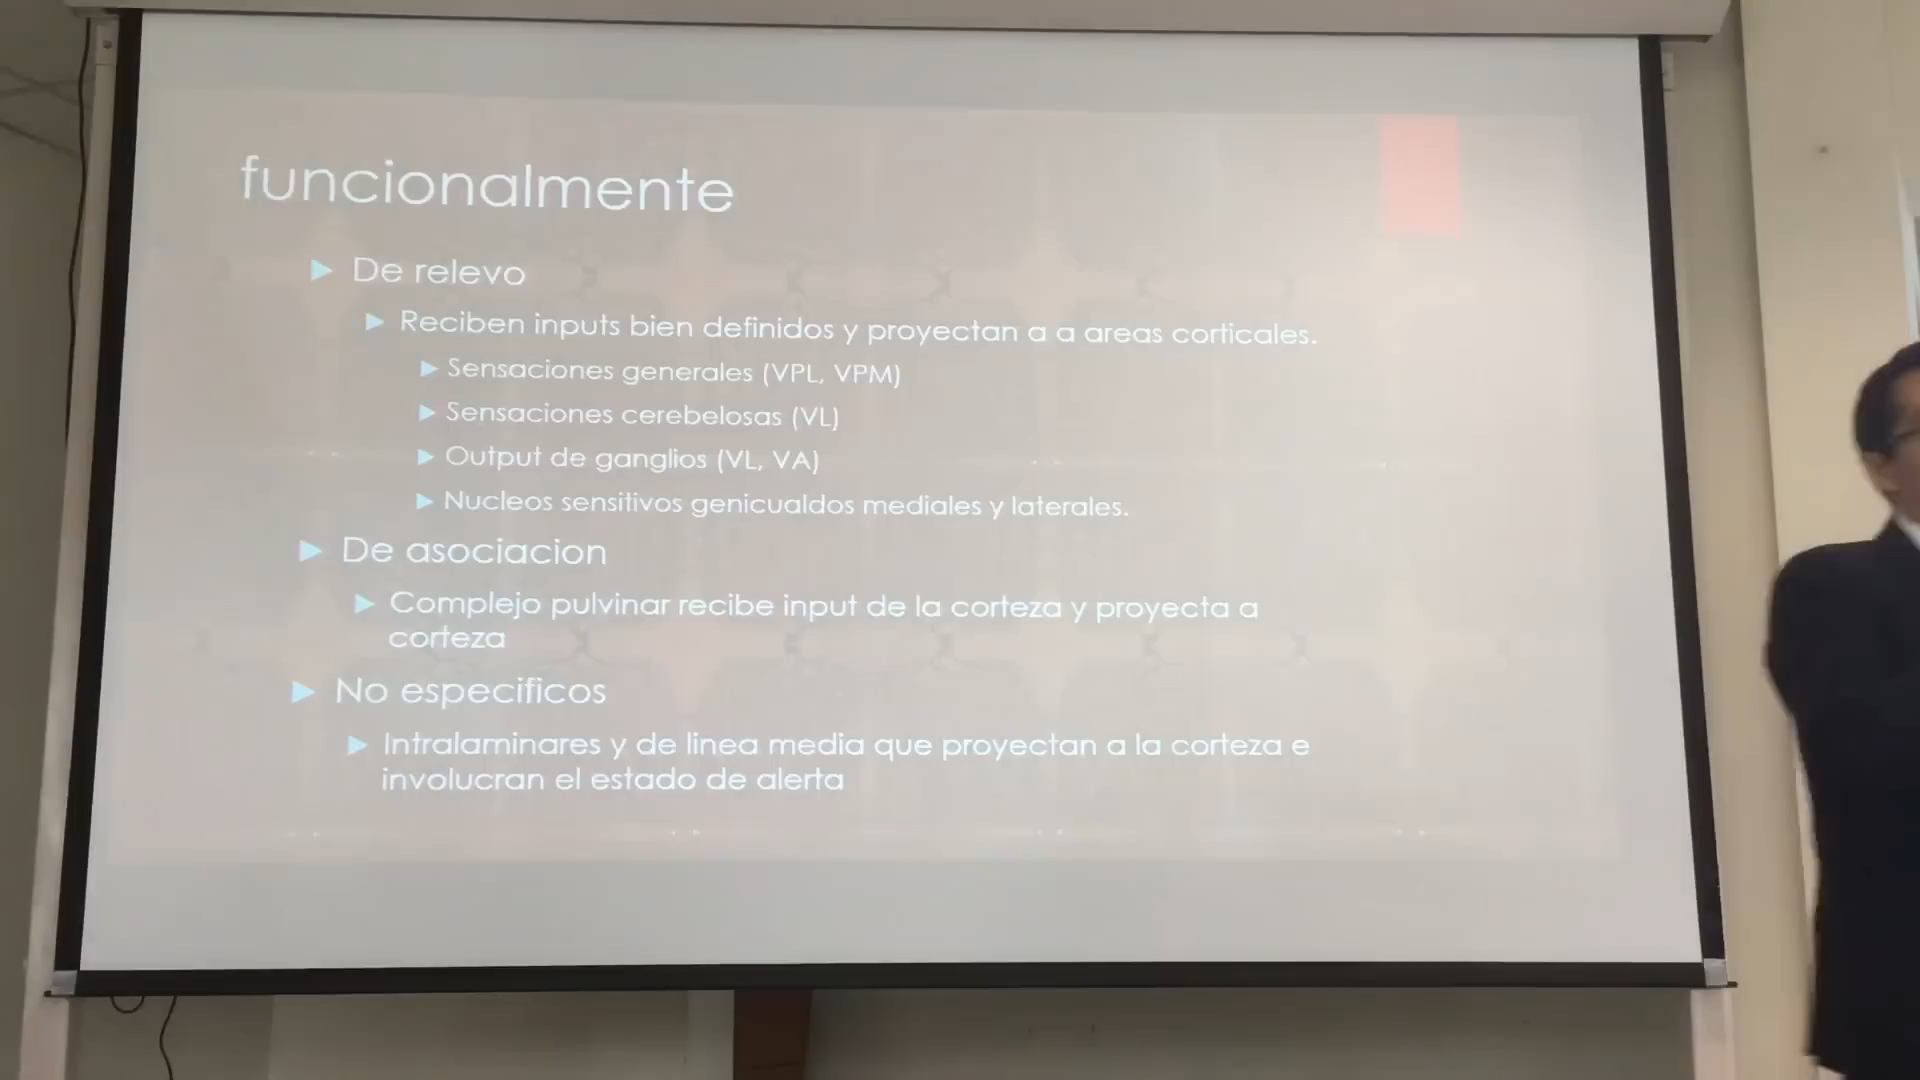 funcionalmente
De relevo
Reciben inputs bien definidos y proyectan a a areas corticales.
Sensaciones generales (VPL, VPM)
Sensaciones cerebelosas (VL)
Output de ganglios (VL, VA)
Nucleos sensitivos genicualdos mediales y laterales.
De asociacion
Complejo pulvinar recibe input de la corteza y proyecta a
corteza
No especificos
Intralaminares y de linea media que proyectan a la corteza e
involucran el estado de alerta